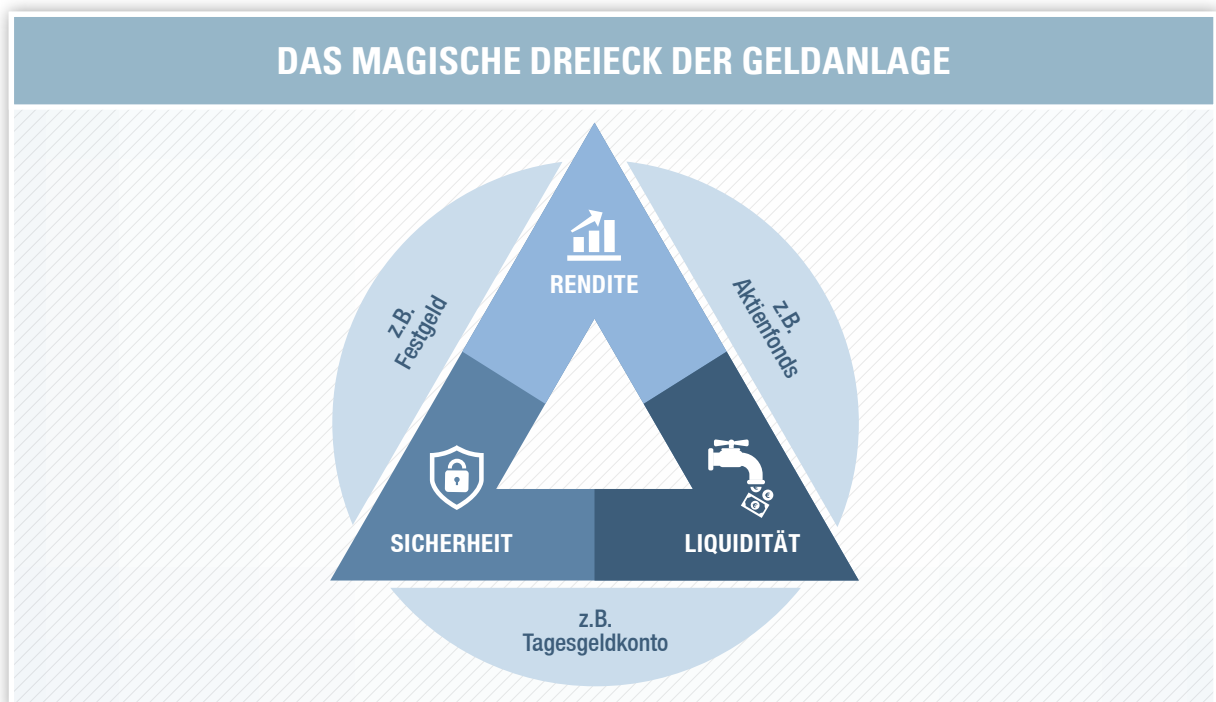 DAS MAGISCHE DREIECK DER GELDANLAGE
RENDITE
z.B.
Festgeld
z.B.
Aktienfonds
SICHERHEIT
LIQUIDITÄT
z.B.
Tagesgeldkonto